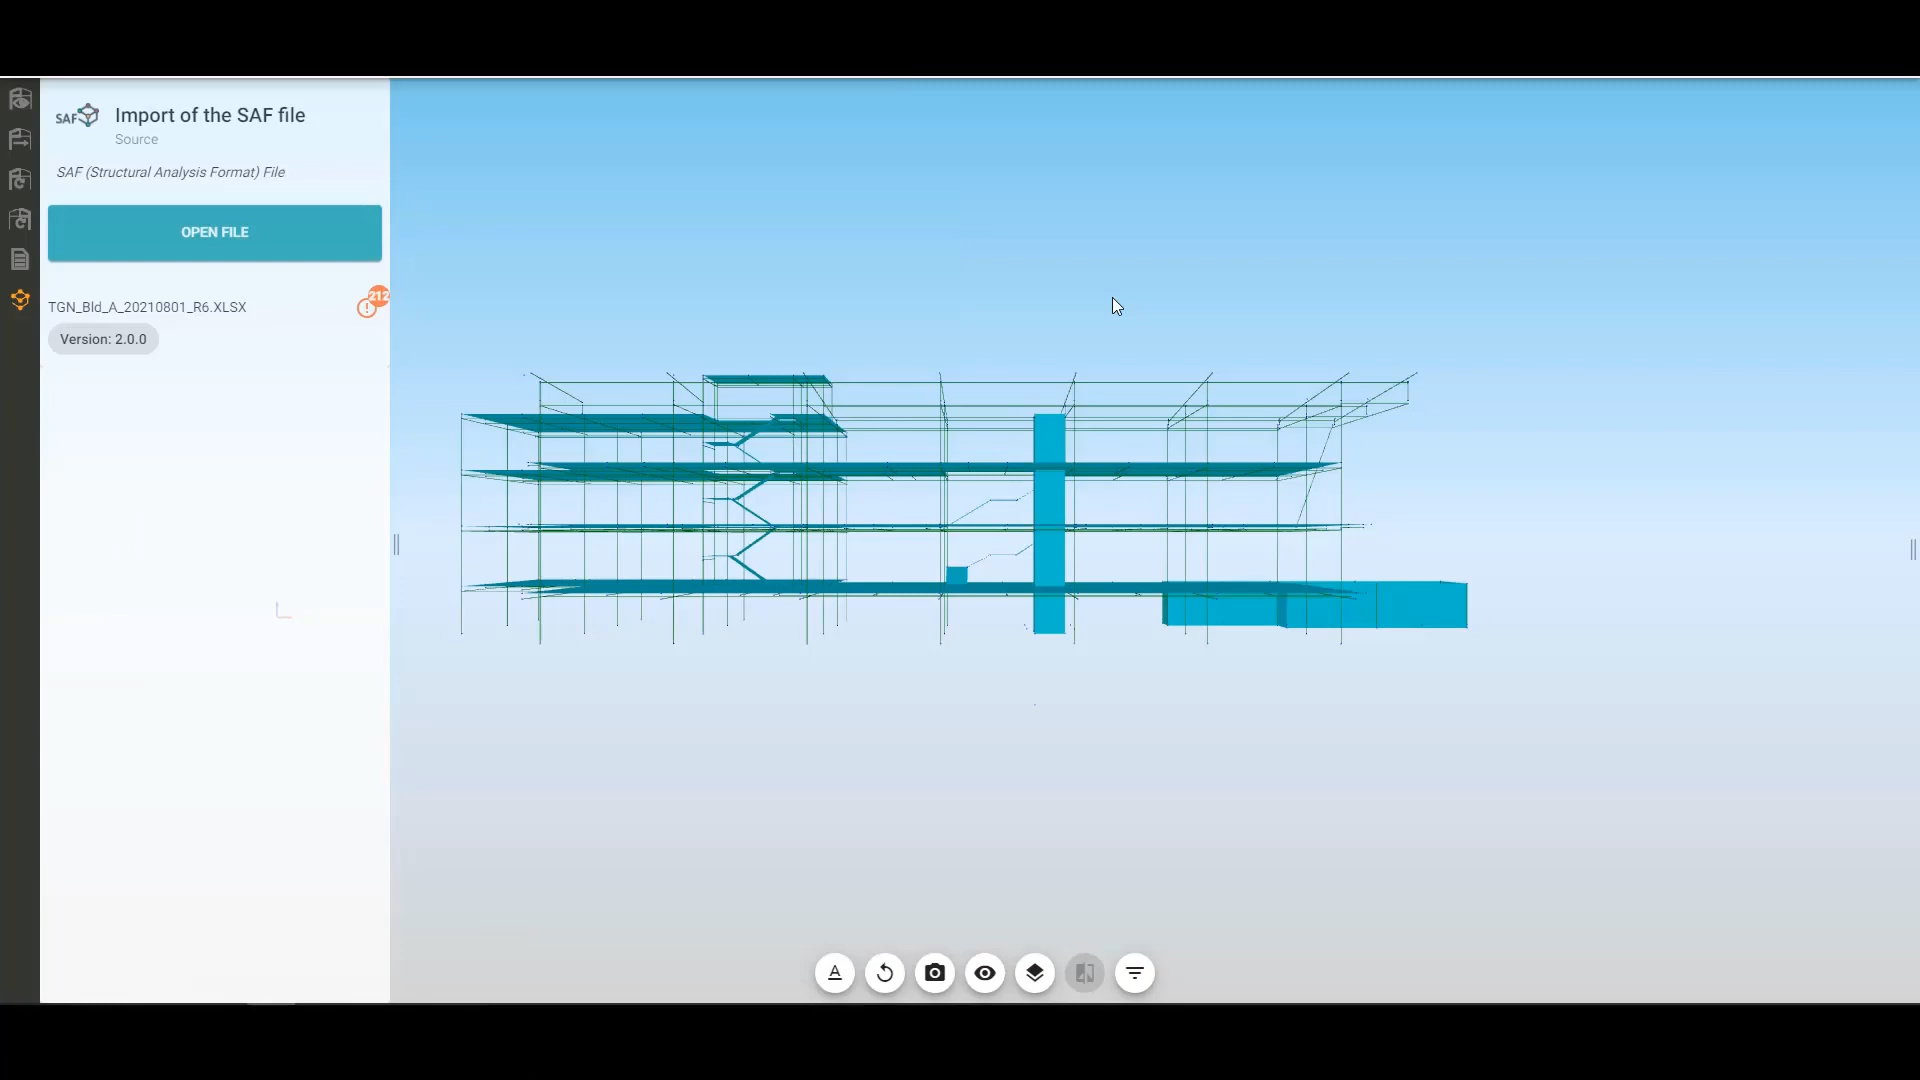 SAF
Import of the SAF file
Source
SAF (Structural Analysis Format) File
OPEN FILE
212
TGN_Bld_A_20210801_R6.XLSX
Version: 2.0.0
A